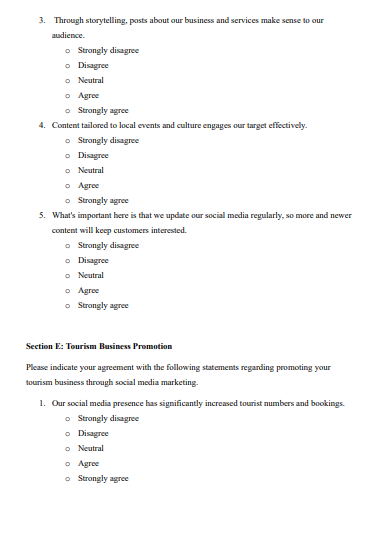 3. Through storytelling, posts about our business and services make sense to our
audience.
o Strongly disagree
o Disagree
o Neutral
o Agree
o Strongly agree
4. Content tailored to local events and culture engages our target effectively.
o Strongly disagree
o Disagree
o Neutral
o Agree
o Strongly agree
5. What's important here is that we update our social media regularly, so more and newer
content will keep customers interested.
o Strongly disagree
o Disagree
o Neutral
o Agree
o Strongly agree
Section E: Tourism Business Promotion
Please indicate your agreement with the following statements regarding promoting your
tourism business through social media marketing.
1. Our social media presence has significantly increased tourist numbers and bookings.
o Strongly disagree
o Disagree
o Neutral
o Agree
o Strongly agree